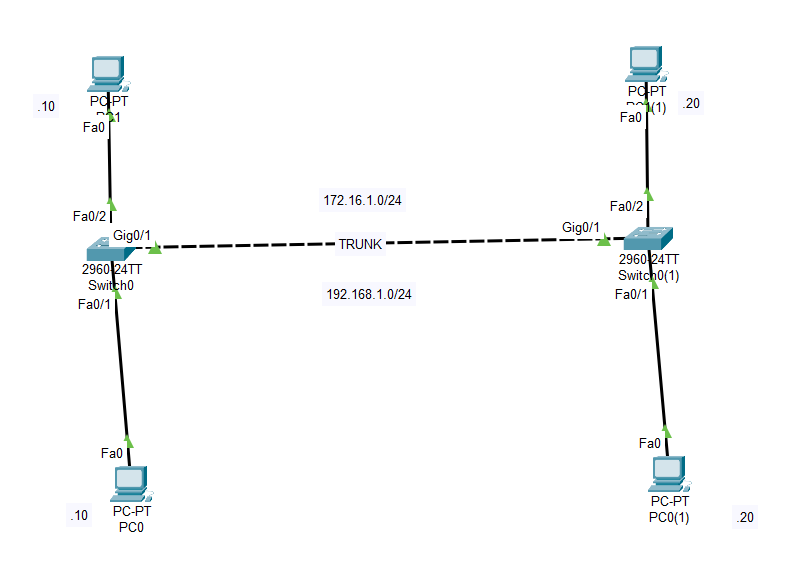 PC-PT
PC1
.10
Fa0
PC-PT
PC1(1)
.20
Fa0
172.16.1.0/24
Fa0/2
Fa0/2
Gig0/1
Gig0/1
TRUNK
2960-24TT
Switch0
2960-24TT
Switch0(1)
192.168.1.0/24
Fa0/1
Fa0/1
Fa0
Fa0
PC-PT
PC0
.10
PC-PT
PC0(1)
.20